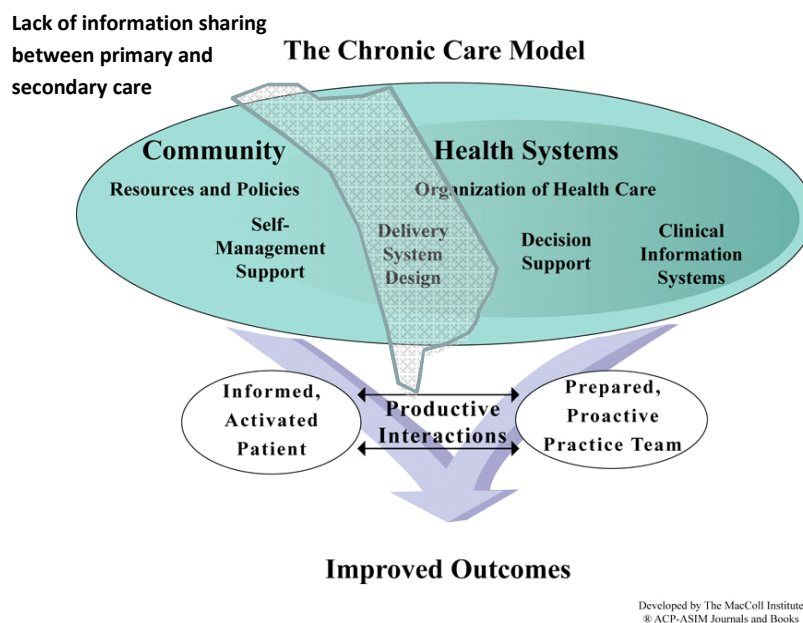 Lack of information sharing
between primary and
secondary care
The Chronic Care Model
Community
Health Systems
Resources and Policies
Organization of Health Care
Self-
Management
Support
Delivery
System
Design
Decision
Support
Clinical
Information
Systems
Informed,
Activated
Patient
Productive
Interactions
Prepared,
Proactive
Practice Team
Improved Outcomes
Developed by The MacColl Institute
® ACP-ASIM Journals and Books